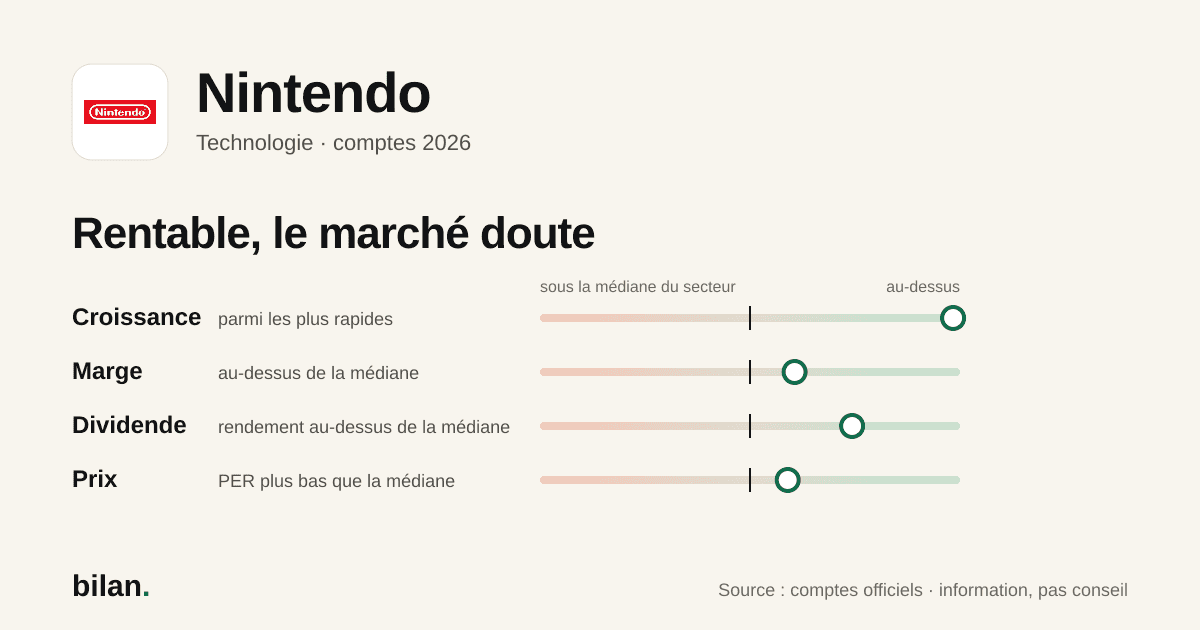 Nintendo
Nintendo
Technologie · comptes 2026
Rentable, le marché doute
sous la médiane du secteur au-dessus
Croissance parmi les plus rapides
Marge au-dessus de la médiane
Dividende rendement au-dessus de la médiane
Prix PER plus bas que la médiane
bilan.
Source : comptes officiels · information, pas conseil